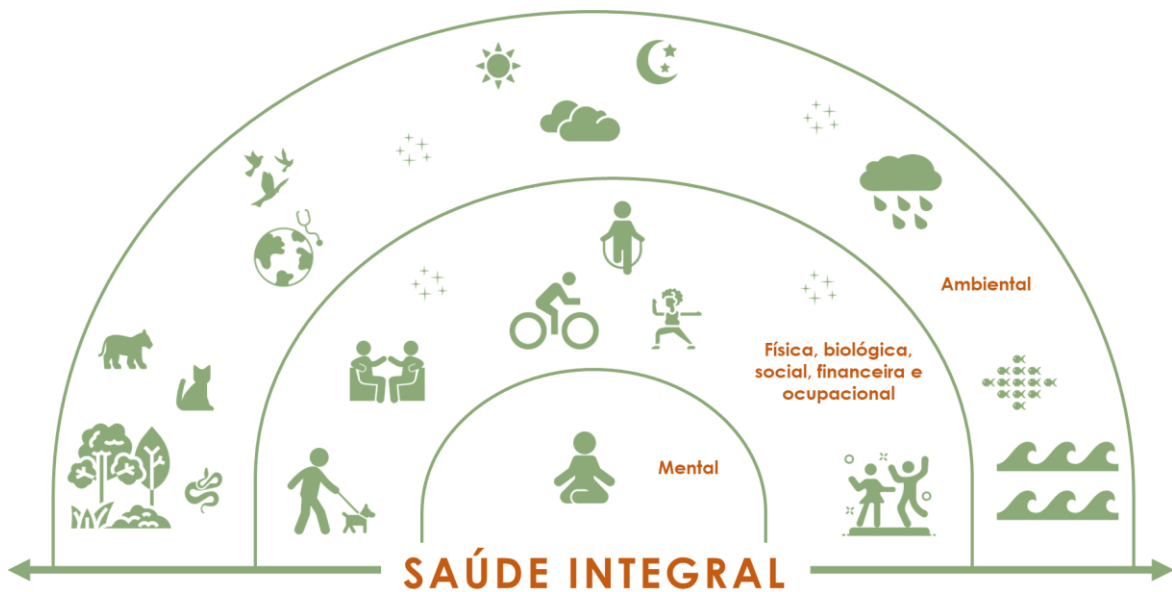 Ambiental
Física, biológica,
social, financeira e
ocupacional
Mental
SAÚDE INTEGRAL